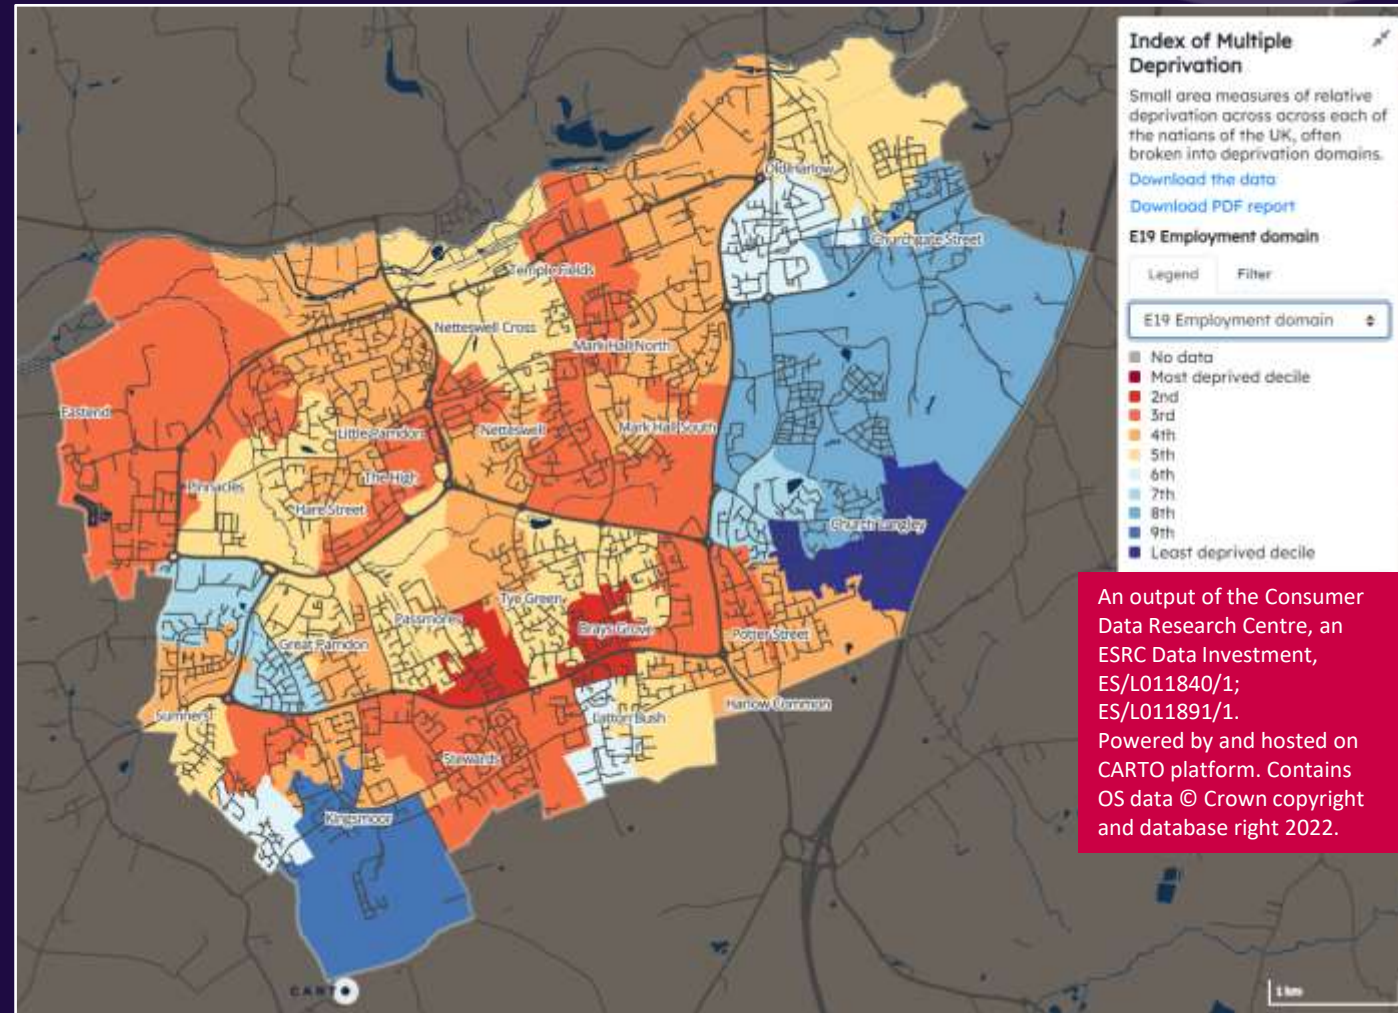 Index of Multiple
Deprivation
Small area measures of relative
deprivation across across each of
the nations of the UK, often
broken into deprivation domains.
Download the data
Download PDF report
E19 Employment domain
Legend
Filter
E19 Employment domain
No data
Most deprived decile
2nd
3rd
4th
5th
6th
7th
8th
9th
Least deprived decile
An output of the Consumer
Data Research Centre, an
ESRC Data Investment,
ES/L011840/1;
ES/L011891/1.
Powered by and hosted on
CARTO platform. Contains
OS data © Crown copyright
and database right 2022.
Old Harlow
Churchgate Street
Temple Fields
Netteswell Cross
Mark Hall North
Eastend
Little Parndon
Netteswell
Mark Hall South
The High
Pinnacles
Hare Street
Church Langley
Tye Green
Passmores
Brays Grove
Potter Street
Great Parndon
Harlow Common
Sumners
Latton Bush
Stewards
Kingsmoor
CARTO
1 km